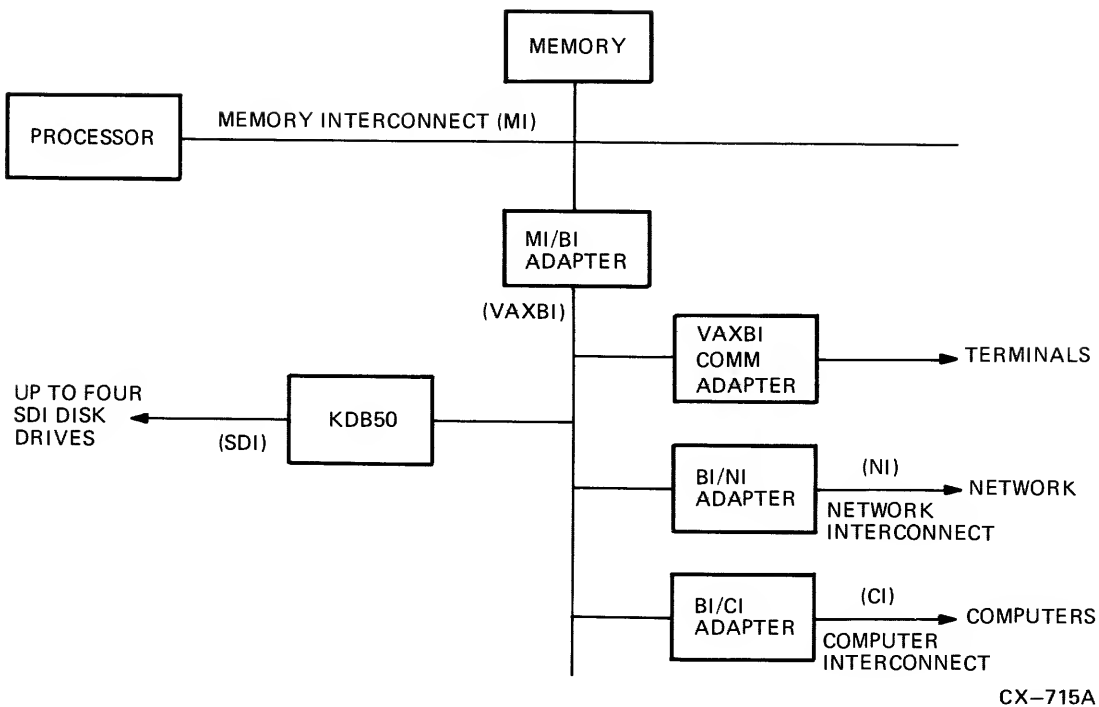 MEMORY
MEMORY INTERCONNECT (MI)
PROCESSOR
MI/BI
ADAPTER
(VAXBI)
VAXBI
COMM
ADAPTER
TERMINALS
UP TO FOUR
SDI DISK
DRIVES
(SDI)
KDB50
BI/NI
ADAPTER
(NI)
NETWORK
INTERCONNECT
NETWORK
BI/CI
ADAPTER
(CI)
COMPUTER
INTERCONNECT
COMPUTERS
CX-715A